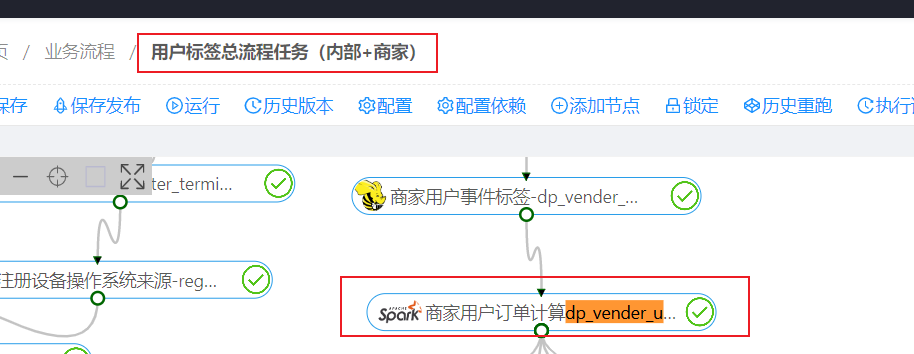 页 / 业务流程 / 用户标签总流程任务（内部+商家）
保存 保存发布 运行 历史版本 配置 配置依赖 添加节点 锁定 历史重跑 执行
ter_termi...
商家用户事件标签-dp_vender_...
注册设备操作系统来源-reg...
APACHE Spark 商家用户订单计算dp_vender_u...